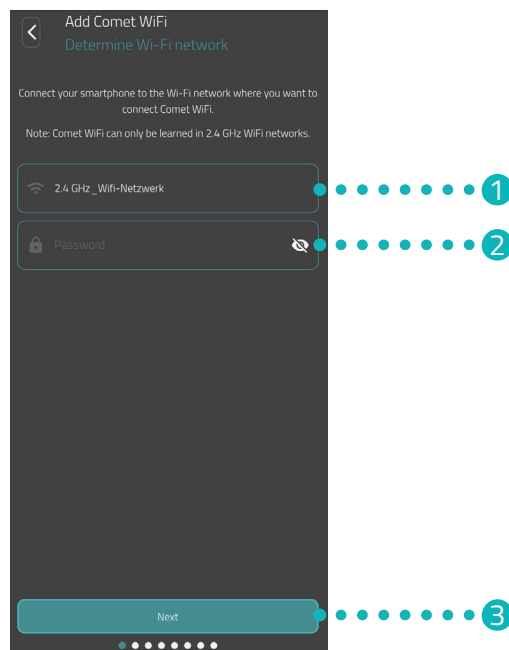 Add Comet WiFi
Determine Wi-Fi network
Connect your smartphone to the Wi-Fi network where you want to
connect Comet WiFi.
Note: Comet WiFi can only be learned in 2.4 GHz WiFi networks.
2.4 GHz_Wifi-Netzwerk
1
Password
2
Next
3